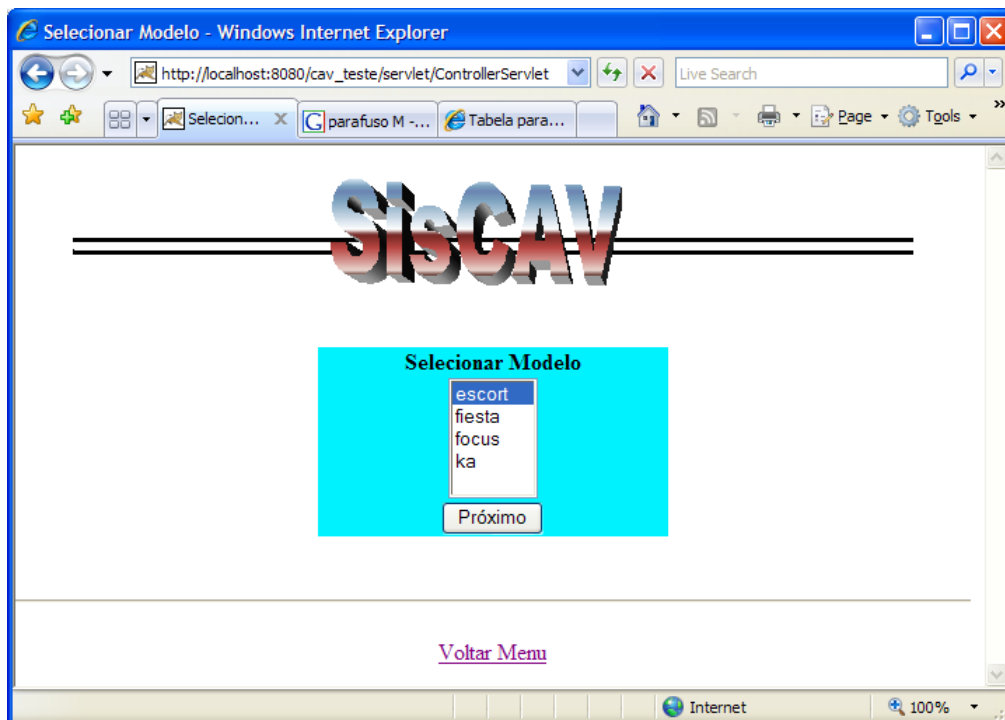 Selecionar Modelo - Windows Internet Explorer
http://localhost:8080/cav_teste/servlet/ControllerServlet
Live Search
Selecion...
parafuso M -...
Tabela para...
Page
Tools
»
SisCAV
Selecionar Modelo
escort
fiesta
focus
ka
Próximo
Voltar Menu
Internet
100%